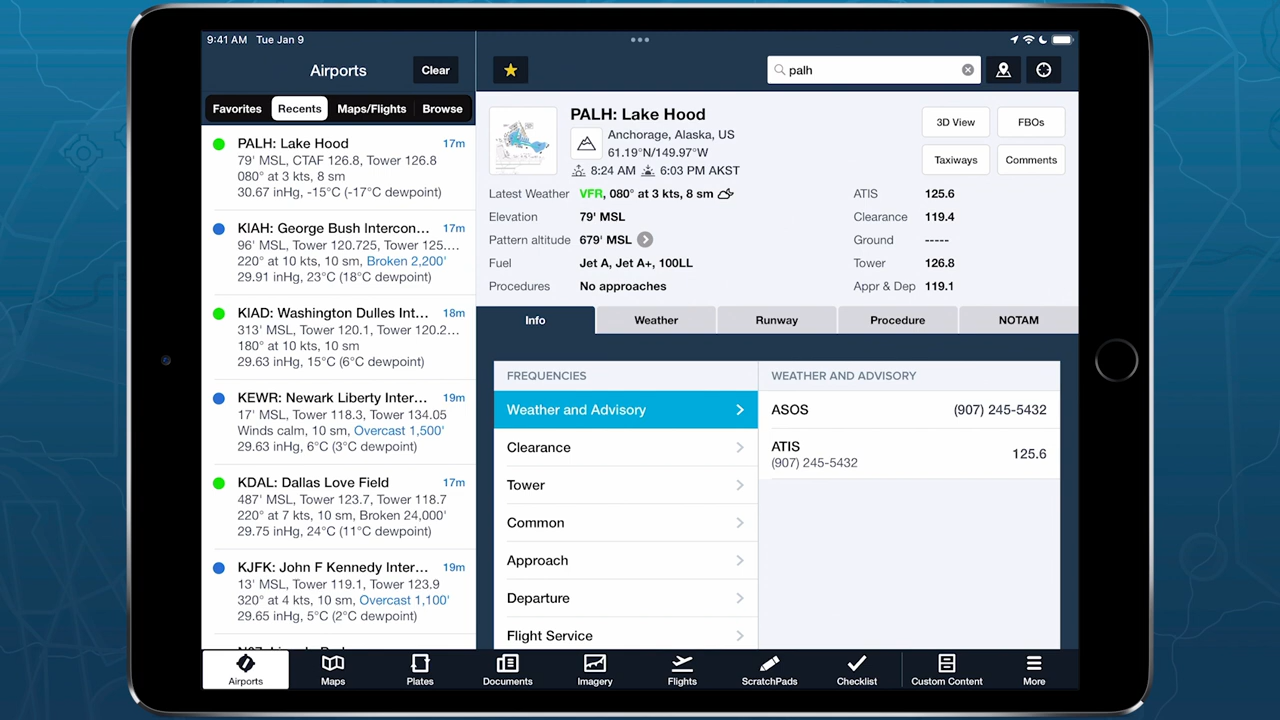 9:41 AM Tue Jan 9
Airports
Clear
Favorites Recents Maps/Flights Browse
PALH: Lake Hood 17m
79' MSL, CTAF 126.8, Tower 126.8
080° at 3 kts, 8 sm
30.67 inHg, -15°C (-17°C dewpoint)
KIAH: George Bush Intercon... 17m
96' MSL, Tower 120.725, Tower 125....
220° at 10 kts, 10 sm, Broken 2,200'
29.91 inHg, 23°C (18°C dewpoint)
KIAD: Washington Dulles Int... 18m
313' MSL, Tower 120.1, Tower 120.2...
180° at 10 kts, 10 sm
29.63 inHg, 15°C (6°C dewpoint)
KEWR: Newark Liberty Inter... 19m
17' MSL, Tower 118.3, Tower 134.05
Winds calm, 10 sm, Overcast 1,500'
29.63 inHg, 6°C (3°C dewpoint)
KDAL: Dallas Love Field 17m
487' MSL, Tower 123.7, Tower 118.7
220° at 7 kts, 10 sm, Broken 24,000'
29.75 inHg, 24°C (11°C dewpoint)
KJFK: John F Kennedy Inter... 19m
13' MSL, Tower 119.1, Tower 123.9
320° at 4 kts, 10 sm, Overcast 1,100'
29.65 inHg, 5°C (2°C dewpoint)
palh
PALH: Lake Hood
Anchorage, Alaska, US
61.19°N/149.97°W
8:24 AM 6:03 PM AKST
3D View FBOs
Taxiways Comments
Latest Weather VFR, 080° at 3 kts, 8 sm
Elevation 79' MSL
Pattern altitude 679' MSL
Fuel Jet A, Jet A+, 100LL
Procedures No approaches
ATIS 125.6
Clearance 119.4
Ground -----
Tower 126.8
Appr & Dep 119.1
Info Weather Runway Procedure NOTAM
FREQUENCIES
Weather and Advisory
Clearance
Tower
Common
Approach
Departure
Flight Service
WEATHER AND ADVISORY
ASOS (907) 245-5432
ATIS 125.6
(907) 245-5432
Airports Maps Plates Documents Imagery Flights ScratchPads Checklist Custom Content More